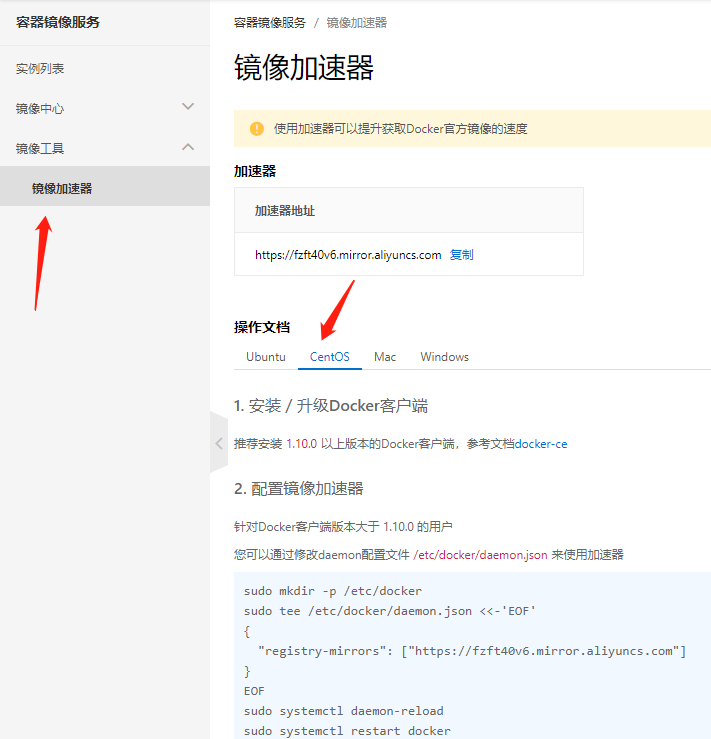 容器镜像服务
实例列表
镜像中心
镜像工具
镜像加速器
容器镜像服务 / 镜像加速器
镜像加速器
使用加速器可以提升获取Docker官方镜像的速度
加速器
加速器地址
https://fzft40v6.mirror.aliyuncs.com 复制
操作文档
Ubuntu CentOS Mac Windows
1. 安装 / 升级Docker客户端
推荐安装 1.10.0 以上版本的Docker客户端，参考文档docker-ce
2. 配置镜像加速器
针对Docker客户端版本大于 1.10.0 的用户
您可以通过修改daemon配置文件 /etc/docker/daemon.json 来使用加速器
sudo mkdir -p /etc/docker
sudo tee /etc/docker/daemon.json <<-'EOF'
{
  "registry-mirrors": ["https://fzft40v6.mirror.aliyuncs.com"]
}
EOF
sudo systemctl daemon-reload
sudo systemctl restart docker